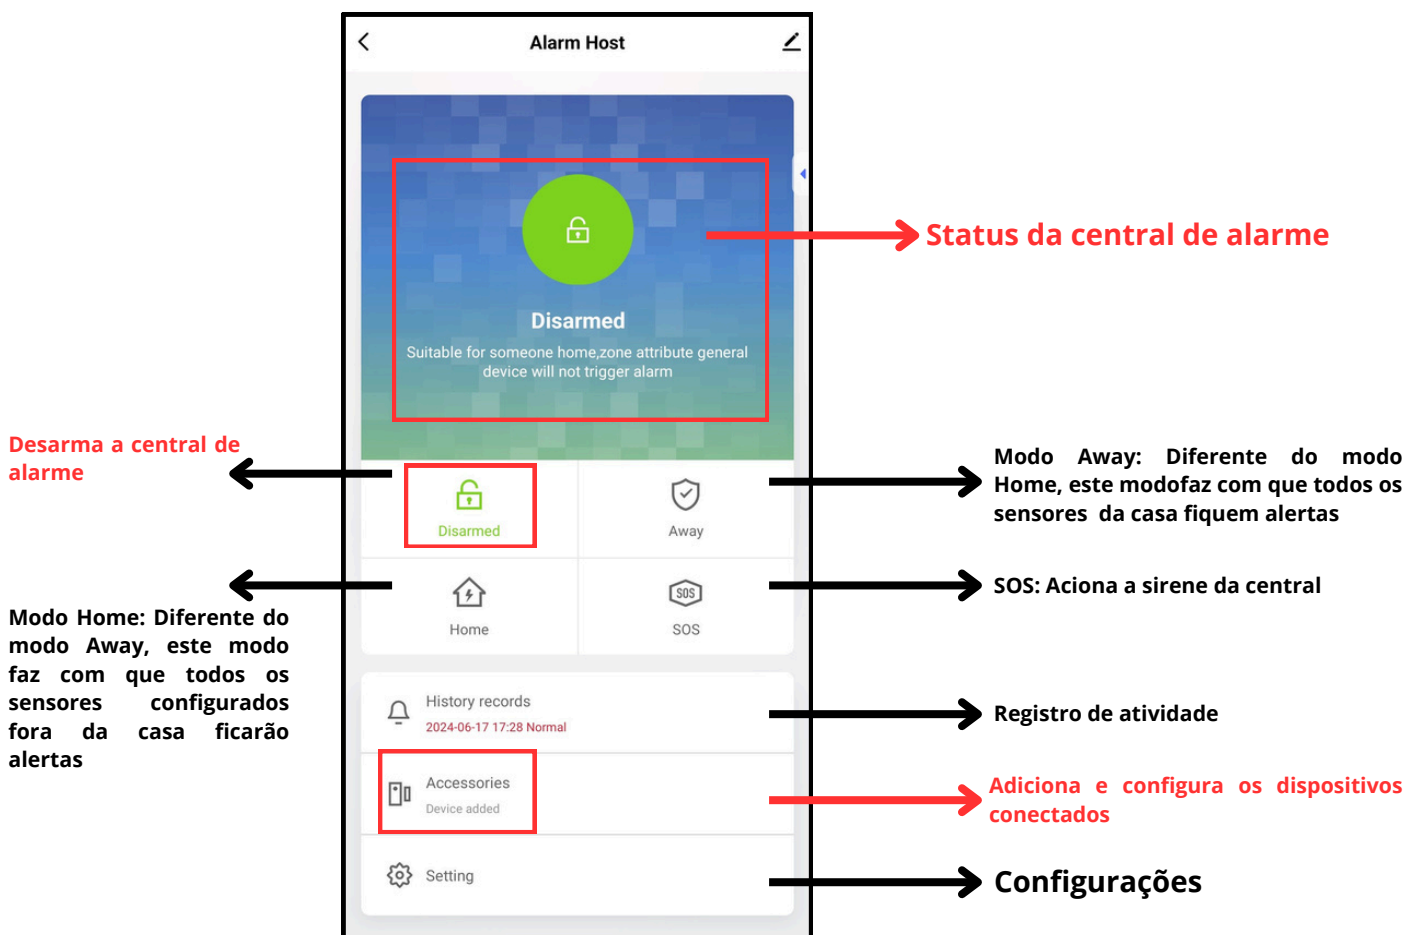 Alarm Host
Disarmed
Suitable for someone home,zone attribute general
device will not trigger alarm
Status da central de alarme
Desarma a central de
alarme
Disarmed
Away
Modo Away: Diferente do modo
Home, este modofaz com que todos os
sensores da casa fiquem alertas
Home
SOS
SOS
SOS: Aciona a sirene da central
Modo Home: Diferente do
modo Away, este modo
faz com que todos os
sensores configurados
fora da casa ficarão
alertas
History records
2024-06-17 17:28 Normal
Registro de atividade
Accessories
Device added
Adiciona e configura os dispositivos
conectados
Setting
Configurações